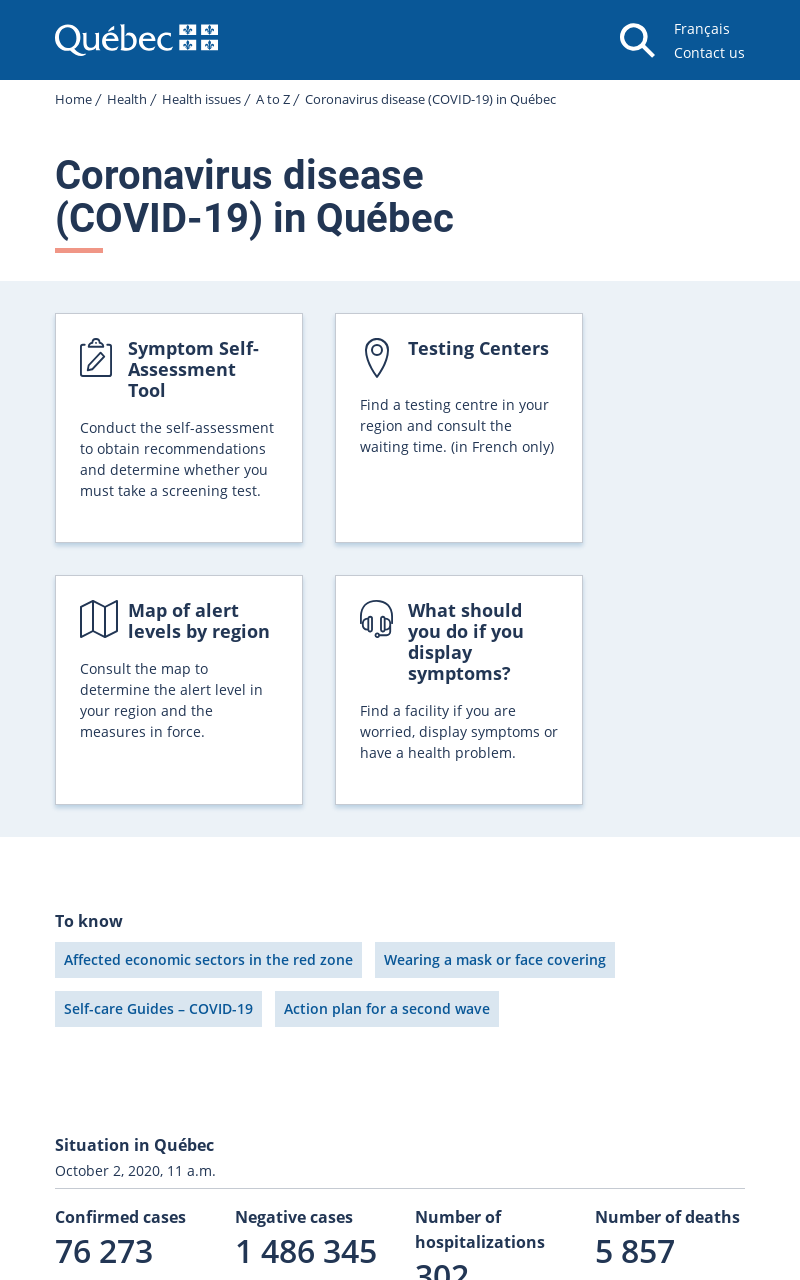 Québec
Français
Contact us
Home / Health / Health issues / A to Z / Coronavirus disease (COVID-19) in Québec
Coronavirus disease
(COVID-19) in Québec
Symptom Self-
Assessment
Tool
Conduct the self-assessment
to obtain recommendations
and determine whether you
must take a screening test.
Testing Centers
Find a testing centre in your
region and consult the
waiting time. (in French only)
Map of alert
levels by region
Consult the map to
determine the alert level in
your region and the
measures in force.
What should
you do if you
display
symptoms?
Find a facility if you are
worried, display symptoms or
have a health problem.
To know
Affected economic sectors in the red zone
Wearing a mask or face covering
Self-care Guides – COVID-19
Action plan for a second wave
Situation in Québec
October 2, 2020, 11 a.m.
Confirmed cases
76 273
Negative cases
1 486 345
Number of
hospitalizations
302
Number of deaths
5 857